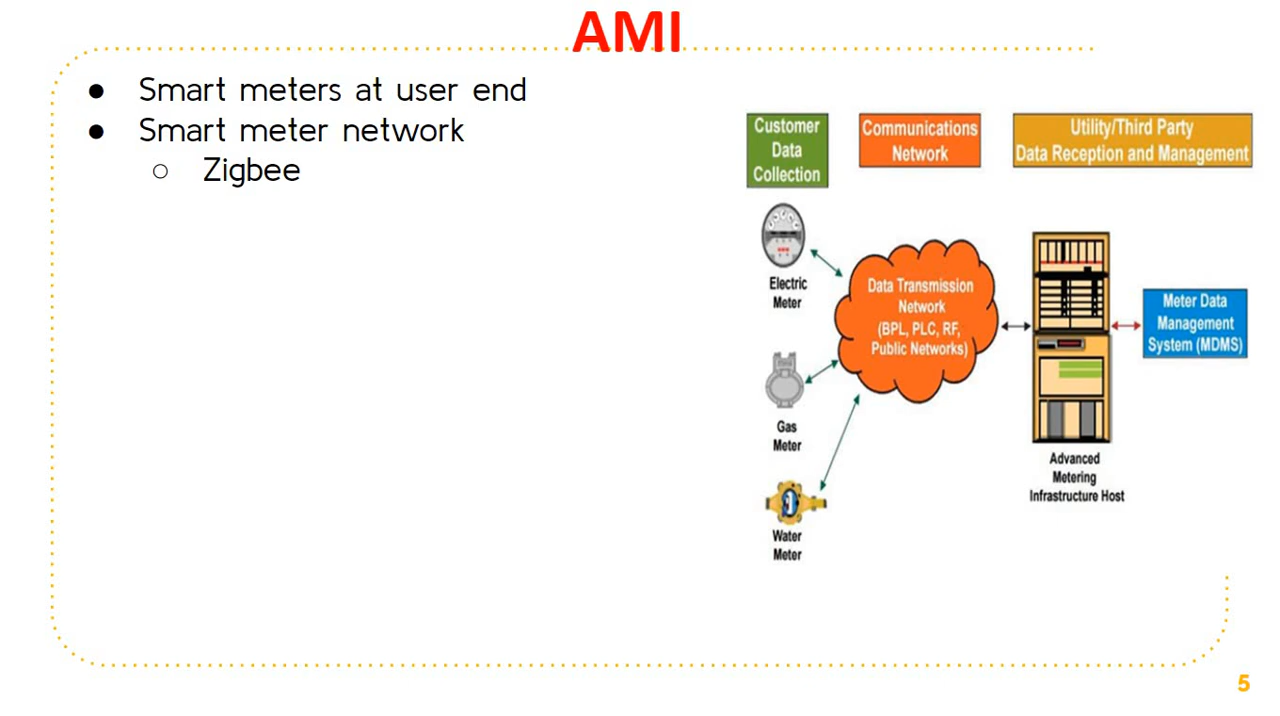 AMI
● Smart meters at user end
● Smart meter network
○ Zigbee
Customer
Data
Collection
Communications
Network
Utility/Third Party
Data Reception and Management
Electric
Meter
Data Transmission
Network
(BPL, PLC, RF,
Public Networks)
Meter Data
Management
System (MDMS)
Gas
Meter
Advanced
Metering
Infrastructure Host
Water
Meter
5